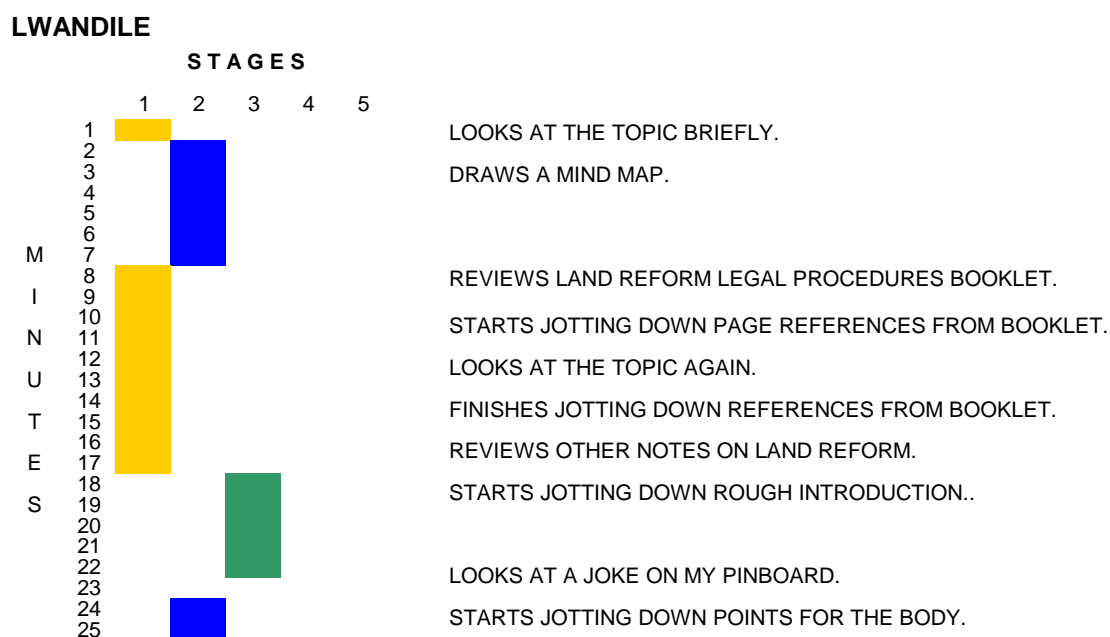 LWANDILE
S T A G E S
1 2 3 4 5
1 LOOKS AT THE TOPIC BRIEFLY.
2
3 DRAWS A MIND MAP.
4
5
6
M 7
8 REVIEWS LAND REFORM LEGAL PROCEDURES BOOKLET.
I 9
10 STARTS JOTTING DOWN PAGE REFERENCES FROM BOOKLET.
N 11
12 LOOKS AT THE TOPIC AGAIN.
U 13
14 FINISHES JOTTING DOWN REFERENCES FROM BOOKLET.
T 15
16 REVIEWS OTHER NOTES ON LAND REFORM.
E 17
18 STARTS JOTTING DOWN ROUGH INTRODUCTION..
S 19
20
21
22 LOOKS AT A JOKE ON MY PINBOARD.
23
24 STARTS JOTTING DOWN POINTS FOR THE BODY.
25